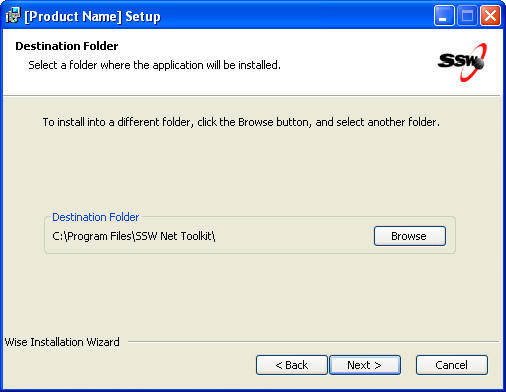 [Product Name] Setup
Destination Folder
Select a folder where the application will be installed.
SSW
To install into a different folder, click the Browse button, and select another folder.
Destination Folder
C:\Program Files\SSW Net Toolkit\
Browse
Wise Installation Wizard
< Back
Next >
Cancel